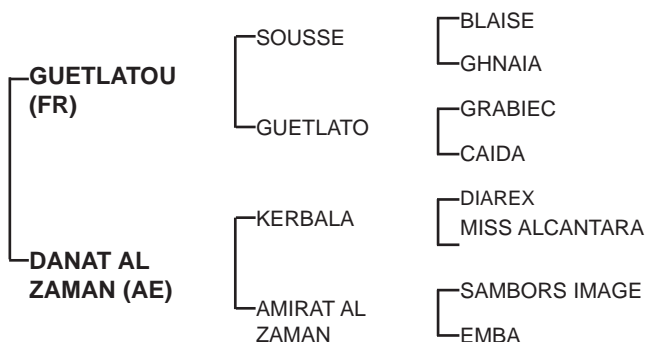 BLAISE
SOUSSE
GHNAIA
GUETLATOU
(FR)
GRABIEC
GUETLATO
CAIDA
DIAREX
KERBALA
MISS ALCANTARA
DANAT AL
ZAMAN (AE)
SAMBORS IMAGE
AMIRAT AL
ZAMAN
EMBA